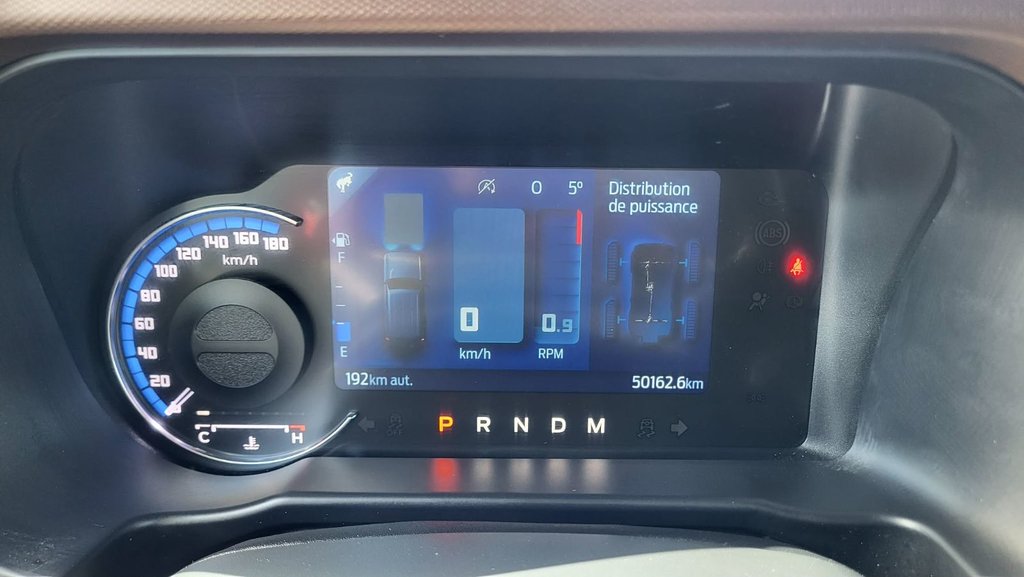 O 5°
Distribution
de puissance
140 160 180
120
km/h
100
80
60
40
20
F
E
0
km/h
0.9
RPM
192km aut.
50162.6km
C H
P R N D M
ABS